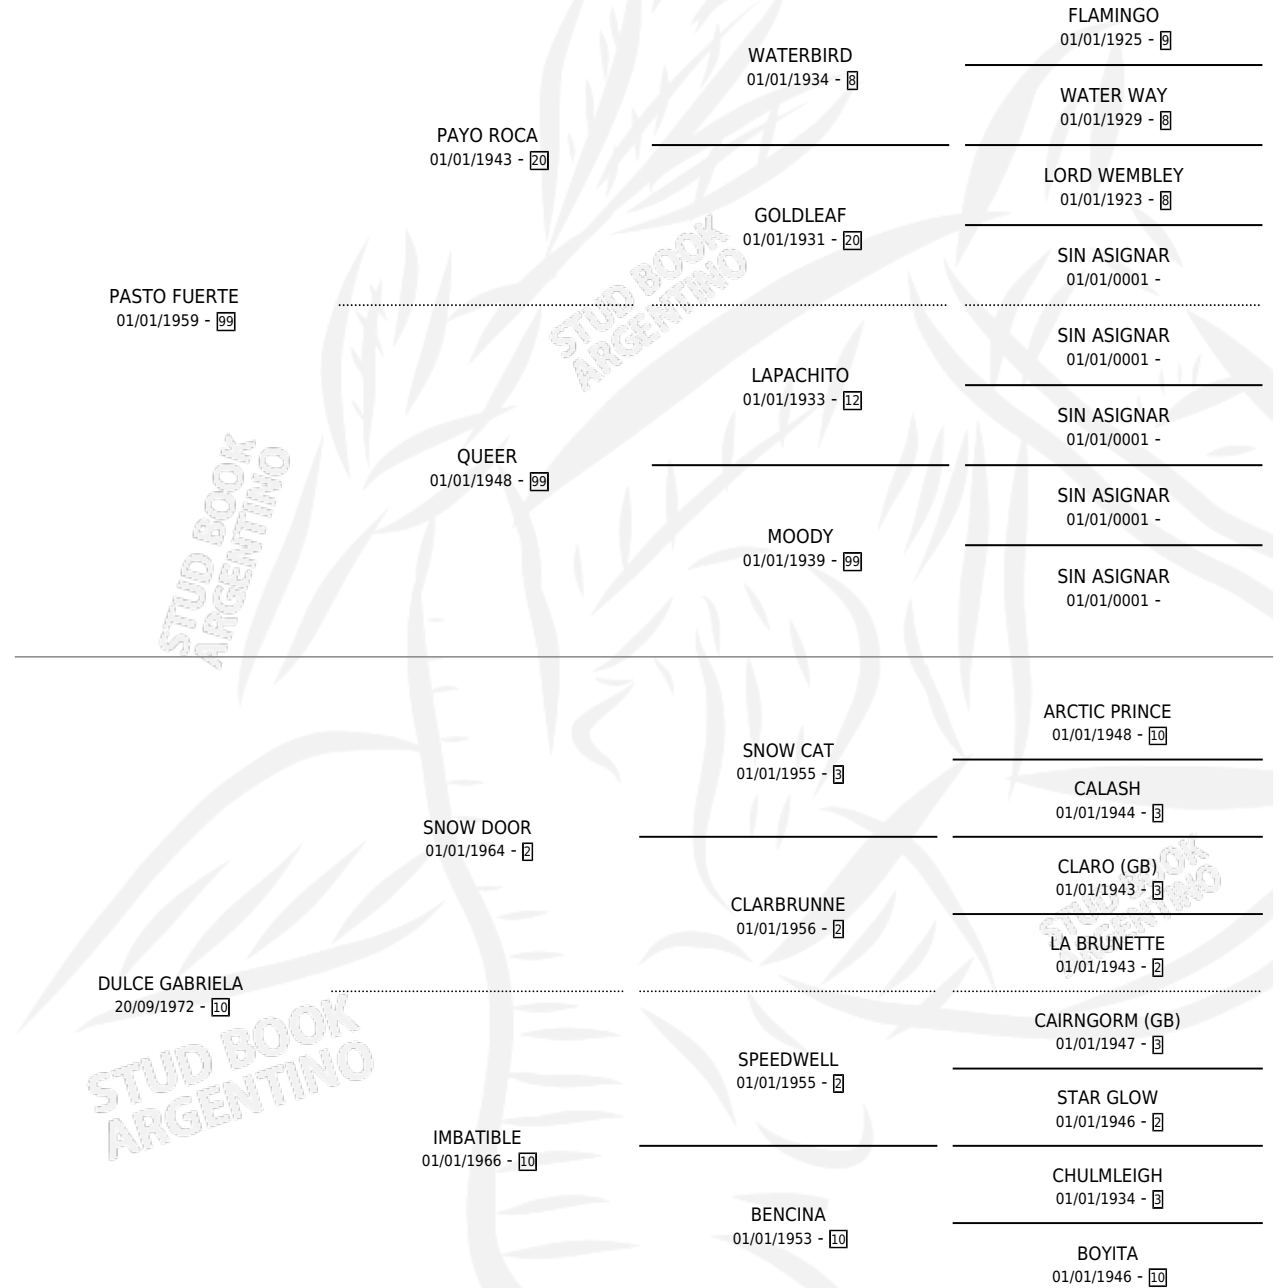 FLAMINGO
01/01/1925 - 9
WATERBIRD
01/01/1934 - 8
WATER WAY
01/01/1929 - 8
PAYO ROCA
01/01/1943 - 20
LORD WEMBLEY
01/01/1923 - 8
GOLDLEAF
01/01/1931 - 20
SIN ASIGNAR
01/01/0001 -
PASTO FUERTE
01/01/1959 - 99
SIN ASIGNAR
01/01/0001 -
LAPACHITO
01/01/1933 - 12
SIN ASIGNAR
01/01/0001 -
QUEER
01/01/1948 - 99
SIN ASIGNAR
01/01/0001 -
MOODY
01/01/1939 - 99
SIN ASIGNAR
01/01/0001 -
ARCTIC PRINCE
01/01/1948 - 10
SNOW CAT
01/01/1955 - 3
CALASH
01/01/1944 - 3
SNOW DOOR
01/01/1964 - 2
CLARO (GB)
01/01/1943 - 3
CLARBRUNNE
01/01/1956 - 2
LA BRUNETTE
01/01/1943 - 2
DULCE GABRIELA
20/09/1972 - 10
CAIRNGORM (GB)
01/01/1947 - 3
SPEEDWELL
01/01/1955 - 2
STAR GLOW
01/01/1946 - 2
IMBATIBLE
01/01/1966 - 10
CHULMLEIGH
01/01/1934 - 3
BENCINA
01/01/1953 - 10
BOYITA
01/01/1946 - 10
STUD BOOK
ARGENTINO
STUD BOOK
ARGENTINO
STUD BOOK
ARGENTINO
STUD BOOK
ARGENTINO